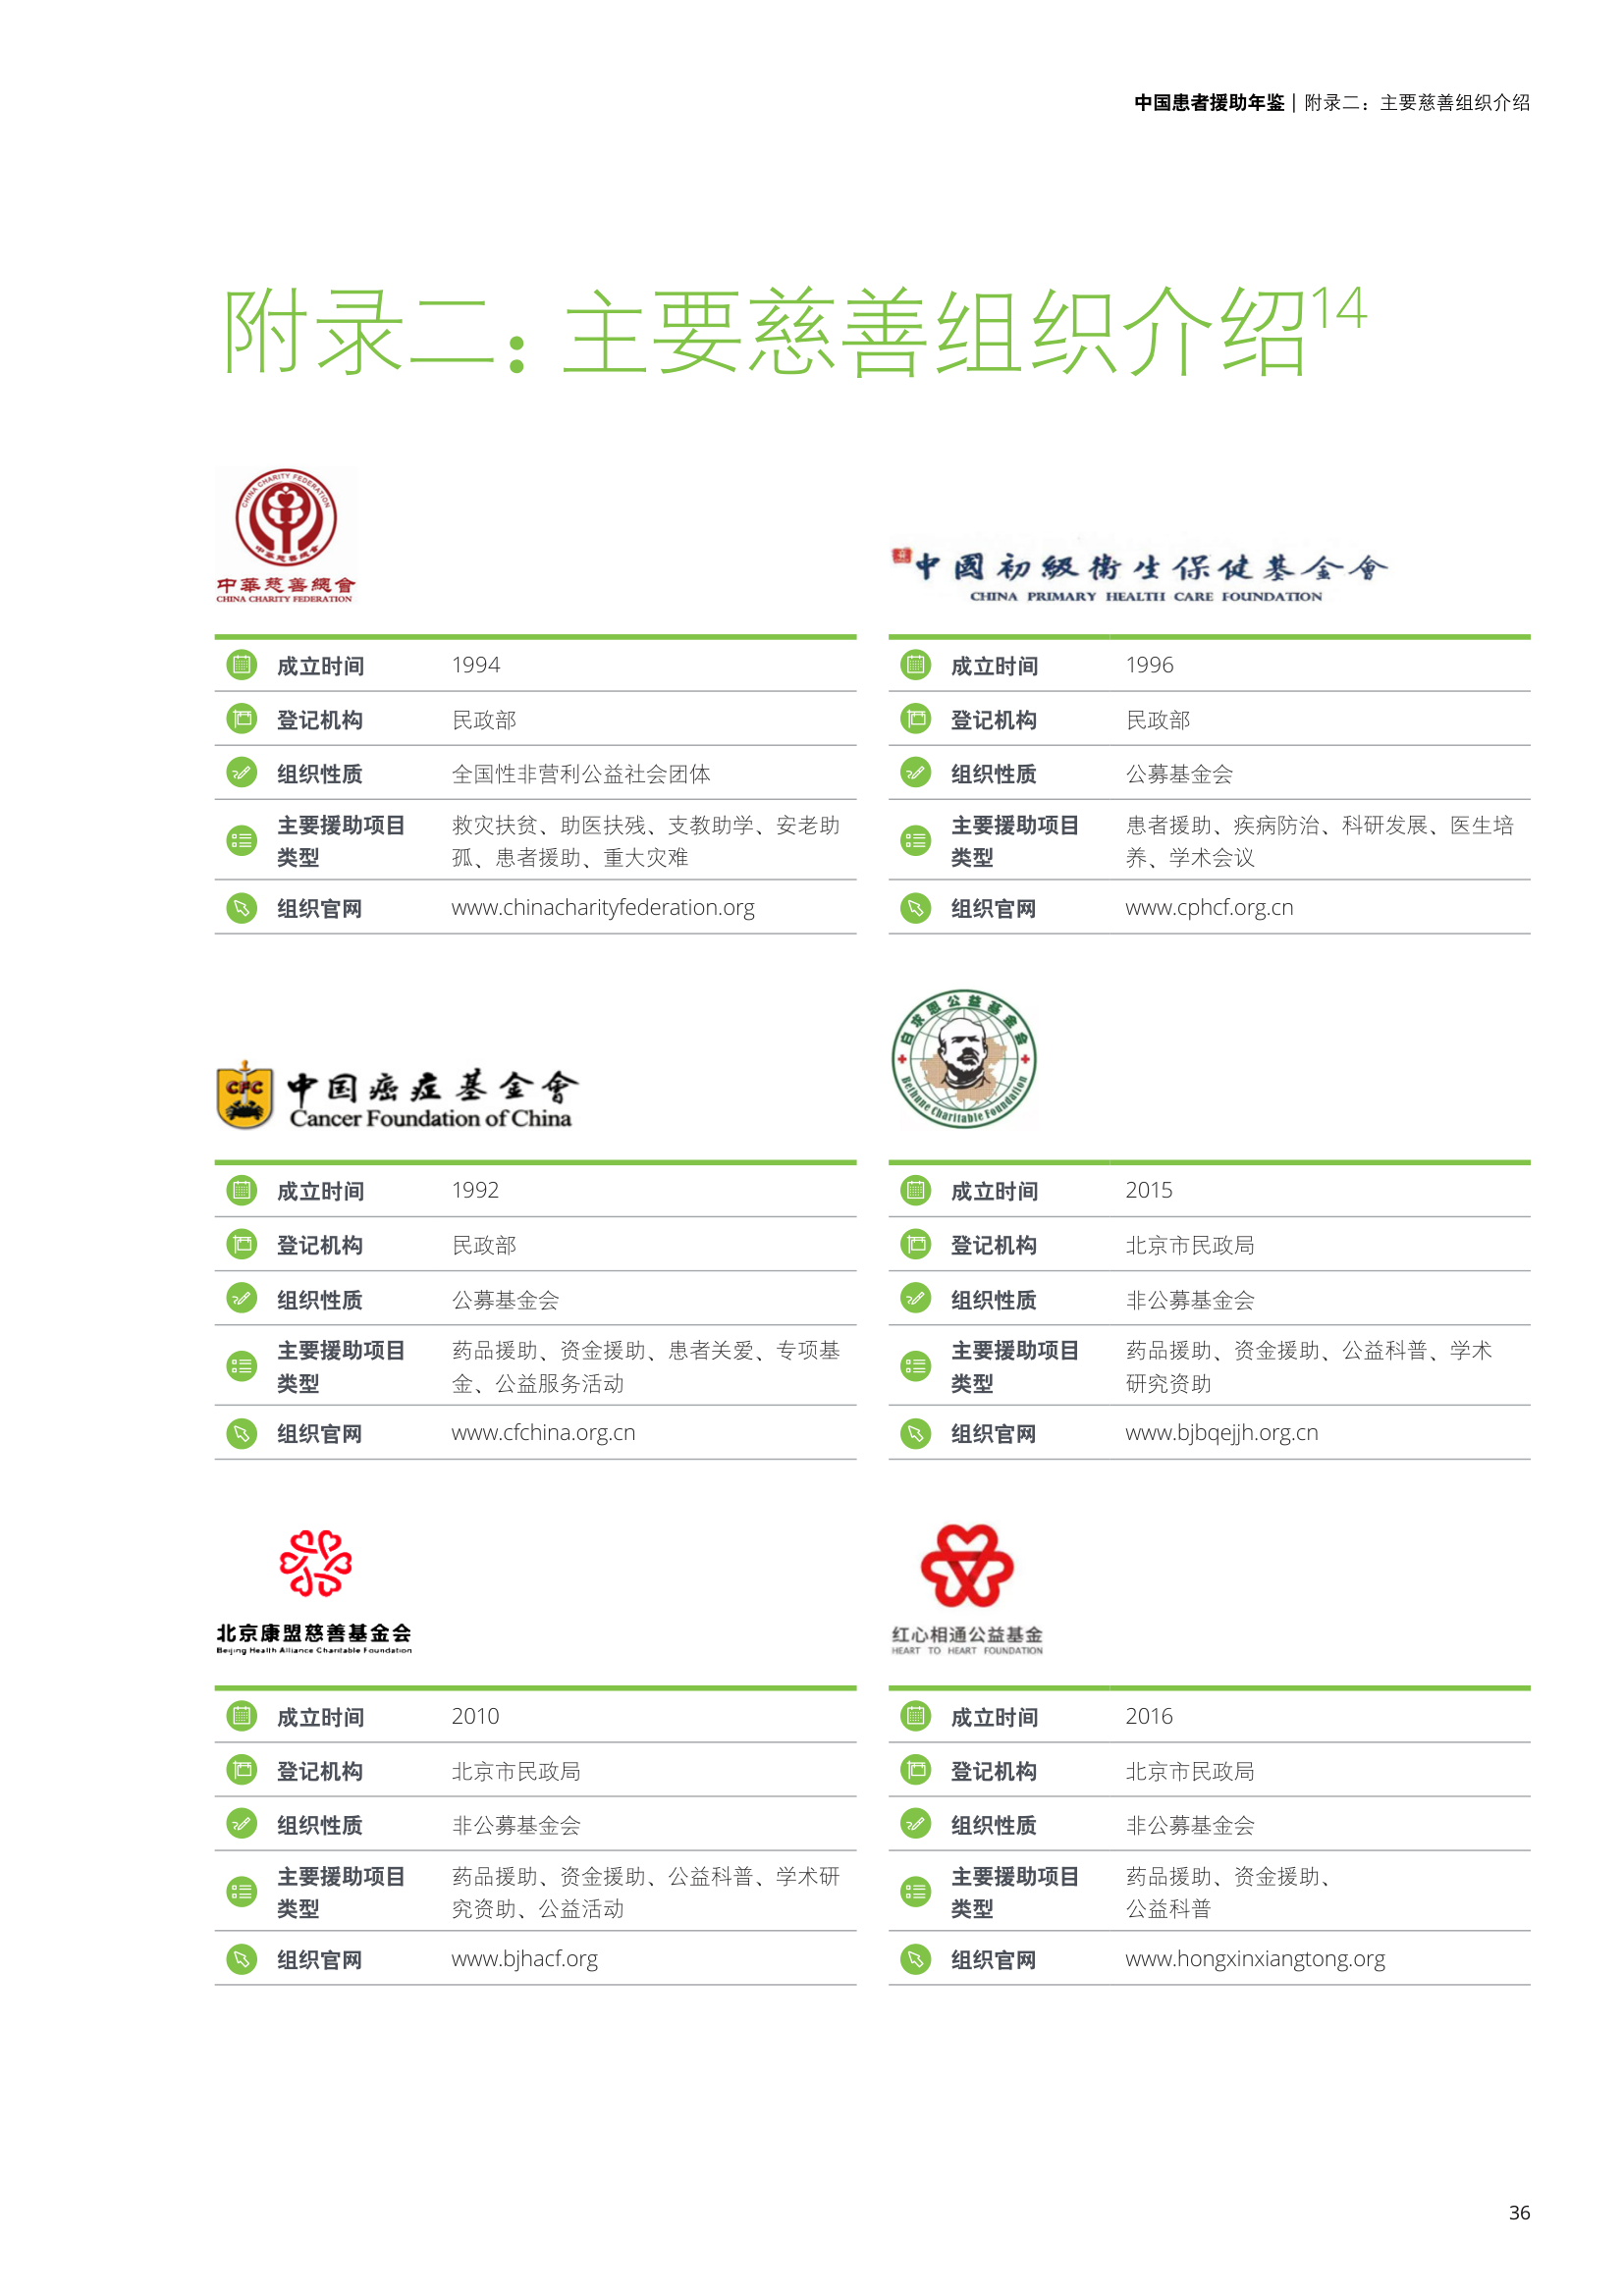 中国患者援助年鉴 | 附录二：主要慈善组织介绍
附录二：主要慈善组织介绍14
CHINA CHARITY FEDERATION
中華慈善總會
中華慈善總會
CHINA CHARITY FEDERATION
成立时间 1994
登记机构 民政部
组织性质 全国性非营利公益社会团体
主要援助项目类型 救灾扶贫、助医扶残、支教助学、安老助
孤、患者援助、重大灾难
组织官网 www.chinacharityfederation.org
中國初級衛生保健基金會
CHINA PRIMARY HEALTH CARE FOUNDATION
成立时间 1996
登记机构 民政部
组织性质 公募基金会
主要援助项目类型 患者援助、疾病防治、科研发展、医生培
养、学术会议
组织官网 www.cphcf.org.cn
CFC
中国癌症基金會
Cancer Foundation of China
成立时间 1992
登记机构 民政部
组织性质 公募基金会
主要援助项目类型 药品援助、资金援助、患者关爱、专项基
金、公益服务活动
组织官网 www.cfchina.org.cn
白求恩公益基金会
Bethune Charitable Foundation
成立时间 2015
登记机构 北京市民政局
组织性质 非公募基金会
主要援助项目类型 药品援助、资金援助、公益科普、学术
研究资助
组织官网 www.bjbqejjh.org.cn
北京康盟慈善基金会
Beijing Health Alliance Charitable Foundation
成立时间 2010
登记机构 北京市民政局
组织性质 非公募基金会
主要援助项目类型 药品援助、资金援助、公益科普、学术研
究资助、公益活动
组织官网 www.bjhacf.org
红心相通公益基金
HEART TO HEART FOUNDATION
成立时间 2016
登记机构 北京市民政局
组织性质 非公募基金会
主要援助项目类型 药品援助、资金援助、
公益科普
组织官网 www.hongxinxiangtong.org
36